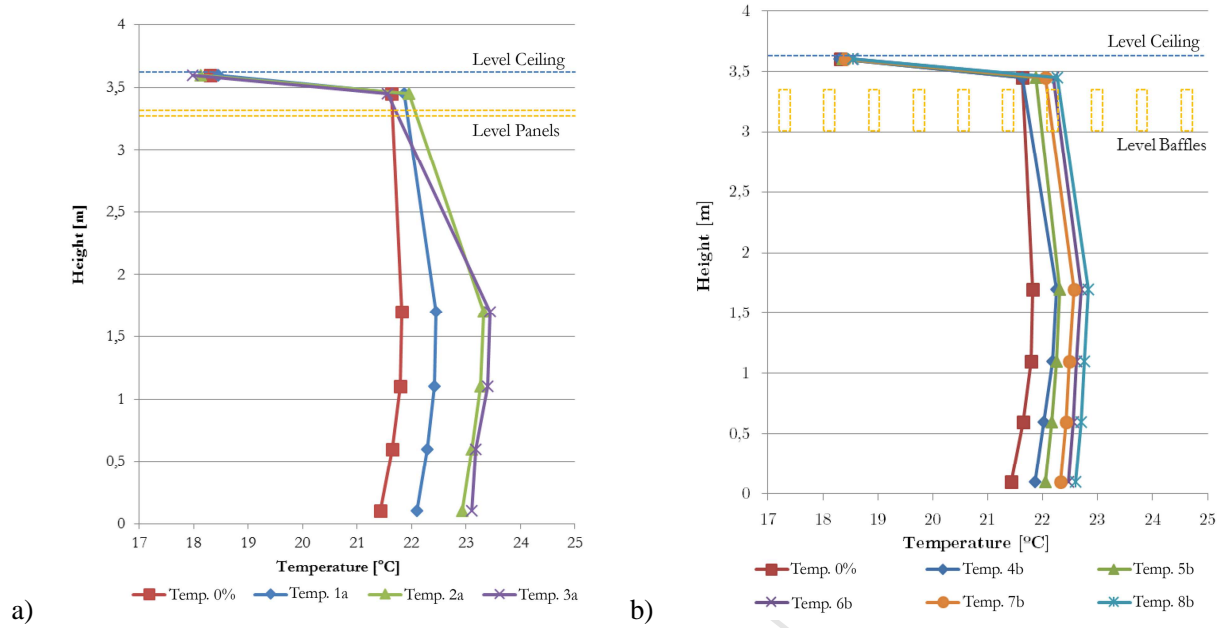 4
3,5
3
2,5
2
1,5
1
0,5
0
Height [m]
Level Ceiling
Level Panels
17 18 19 20 21 22 23 24 25
Temperature [°C]
Temp. 0% Temp. 1a Temp. 2a Temp. 3a
a)
4
3.5
3
2,5
2
1,5
1
0,5
0
Height [m]
Level Ceiling
Level Baffles
17 18 19 20 21 22 23 24 25
Temperature [ºC]
Temp. 0% Temp. 4b Temp. 5b
Temp. 6b Temp. 7b Temp. 8b
b)